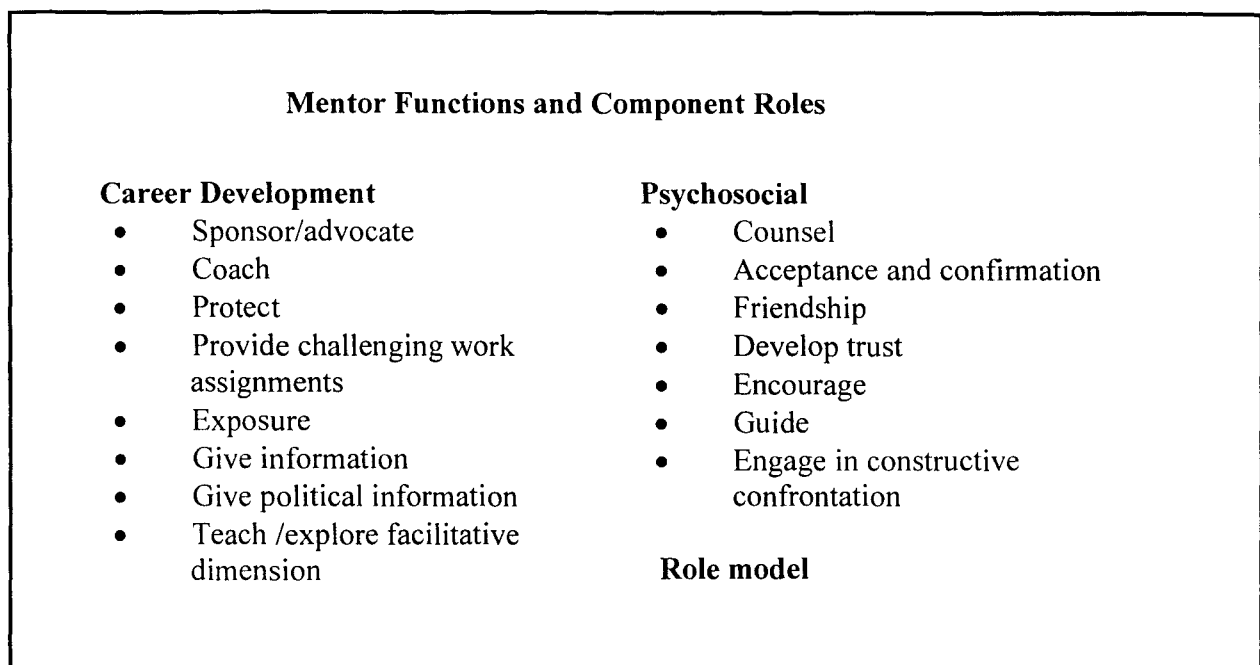 Mentor Functions and Component Roles
Career Development
• Sponsor/advocate
• Coach
• Protect
• Provide challenging work
assignments
• Exposure
• Give information
• Give political information
• Teach /explore facilitative
dimension
Psychosocial
• Counsel
• Acceptance and confirmation
• Friendship
• Develop trust
• Encourage
• Guide
• Engage in constructive
confrontation
Role model